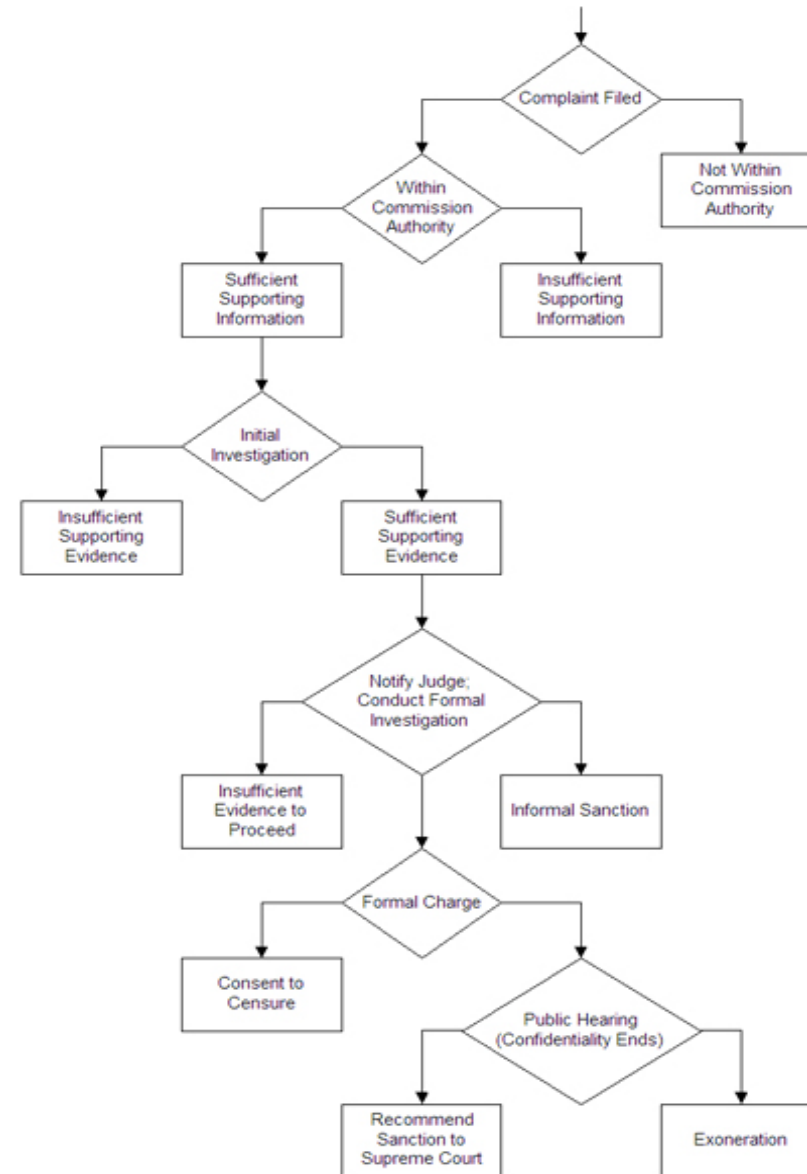 Complaint Filed
Not Within
Commission
Authority
Within
Commission
Authority
Sufficient
Supporting
Information
Insufficient
Supporting
Information
Initial
Investigation
Insufficient
Supporting
Evidence
Sufficient
Supporting
Evidence
Notify Judge;
Conduct Formal
Investigation
Insufficient
Evidence to
Proceed
Informal Sanction
Formal Charge
Consent to
Censure
Public Hearing
(Confidentiality Ends)
Recommend
Sanction to
Supreme Court
Exoneration